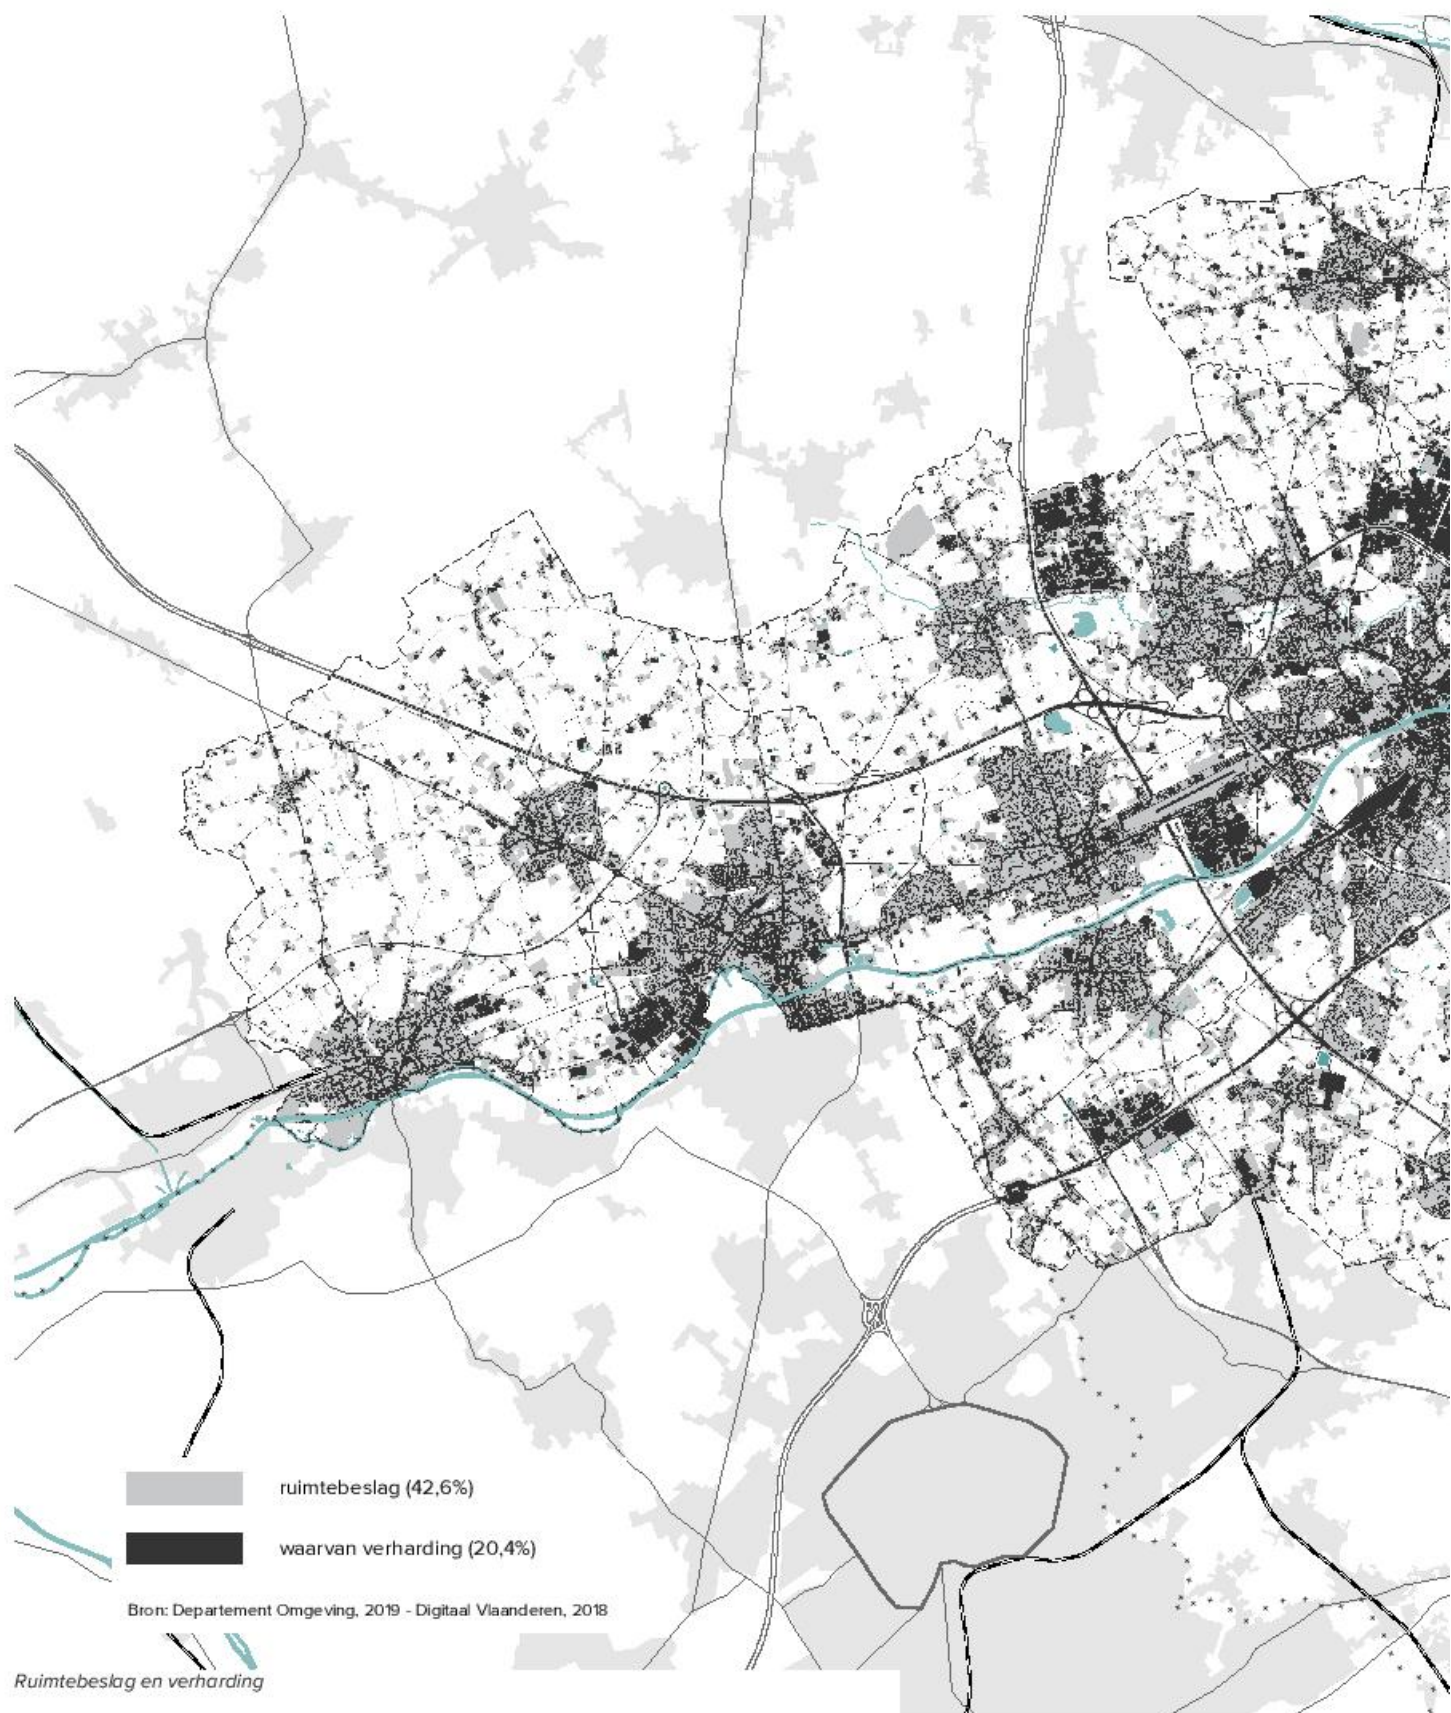 ruimtebeslag (42,6%)
waarvan verharding (20,4%)
Bron: Departement Omgeving, 2019 - Digitaal Vlaanderen, 2018
Ruimtebeslag en verharding